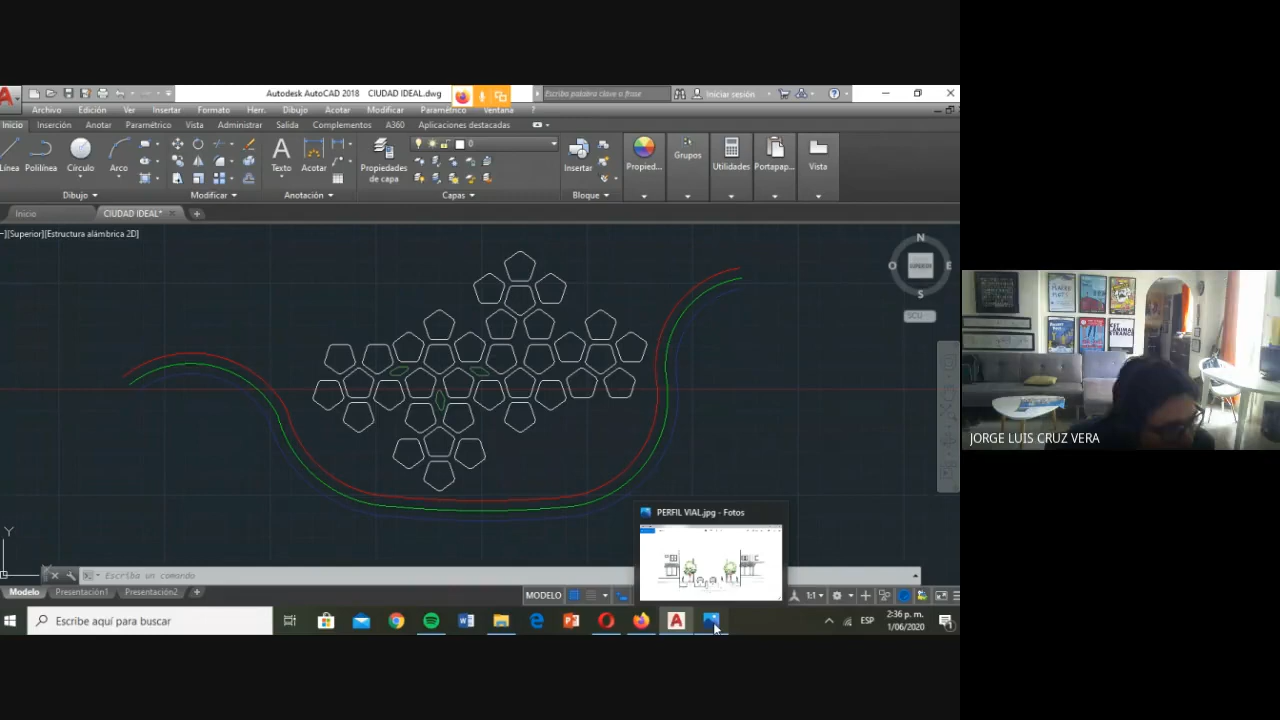 Autodesk AutoCAD 2018 CIUDAD IDEAL.dwg
Escriba palabra clave o frase
Iniciar sesión
Archivo Edición Ver Insertar Formato Herr. Dibujo Acotar Modificar Paramétrico Ventana ?
Inicio Inserción Anotar Paramétrico Vista Administrar Salida Complementos A360 Aplicaciones destacadas
0
Línea Polilínea Círculo Arco
Texto Acotar
Propiedades de capa
Insertar
Propied... Grupos Utilidades Portapap... Vista
Dibujo Modificar Anotación Capas Bloque
Inicio CIUDAD IDEAL*
][Superior][Estructura alámbrica 2D]
N
O SUPERIOR E
S
SCU
Y
PERFIL VIAL.jpg - Fotos
Escriba un comando
Modelo Presentación1 Presentación2 +
MODELO
1:1
Escribe aquí para buscar
ESP
2:36 p. m.
1/06/2020
JORGE LUIS CRUZ VERA